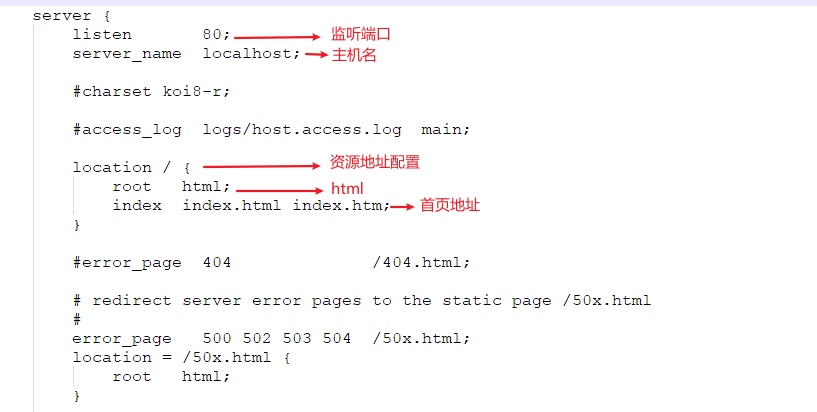 server {
listen 80; 监听端口
server_name localhost; 主机名
#charset koi8-r;
#access_log logs/host.access.log main;
location / { 资源地址配置
root html; html
index index.html index.htm; 首页地址
}
#error_page 404 /404.html;
# redirect server error pages to the static page /50x.html
#
error_page 500 502 503 504 /50x.html;
location = /50x.html {
root html;
}